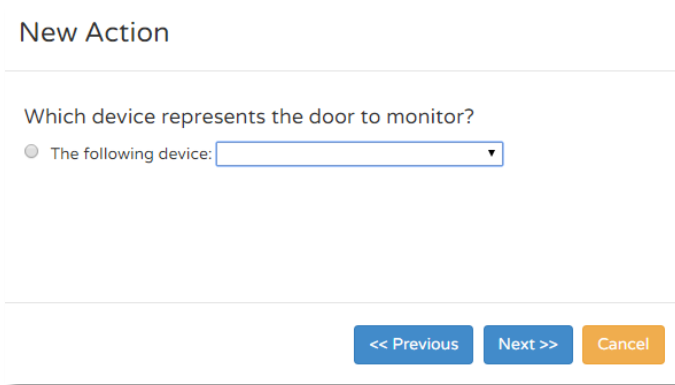 New Action
Which device represents the door to monitor?
The following device:
<< Previous Next >> Cancel